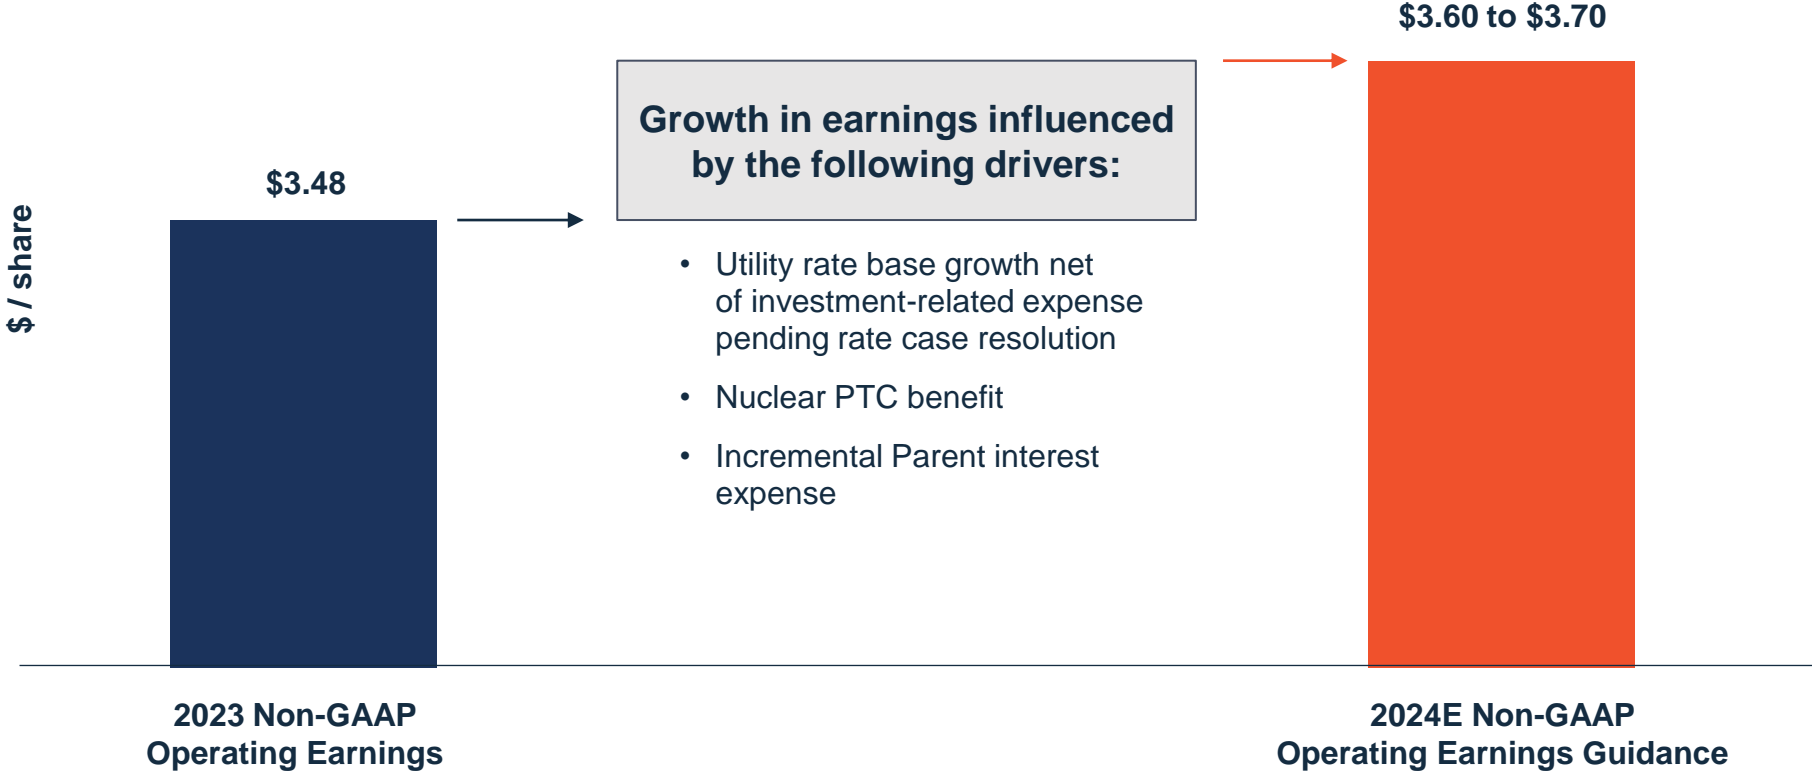 $3.60 to $3.70
Growth in earnings influenced
by the following drivers:
$3.48
$ / share
• Utility rate base growth net
of investment-related expense
pending rate case resolution
• Nuclear PTC benefit
• Incremental Parent interest
expense
2023 Non-GAAP
Operating Earnings
2024E Non-GAAP
Operating Earnings Guidance